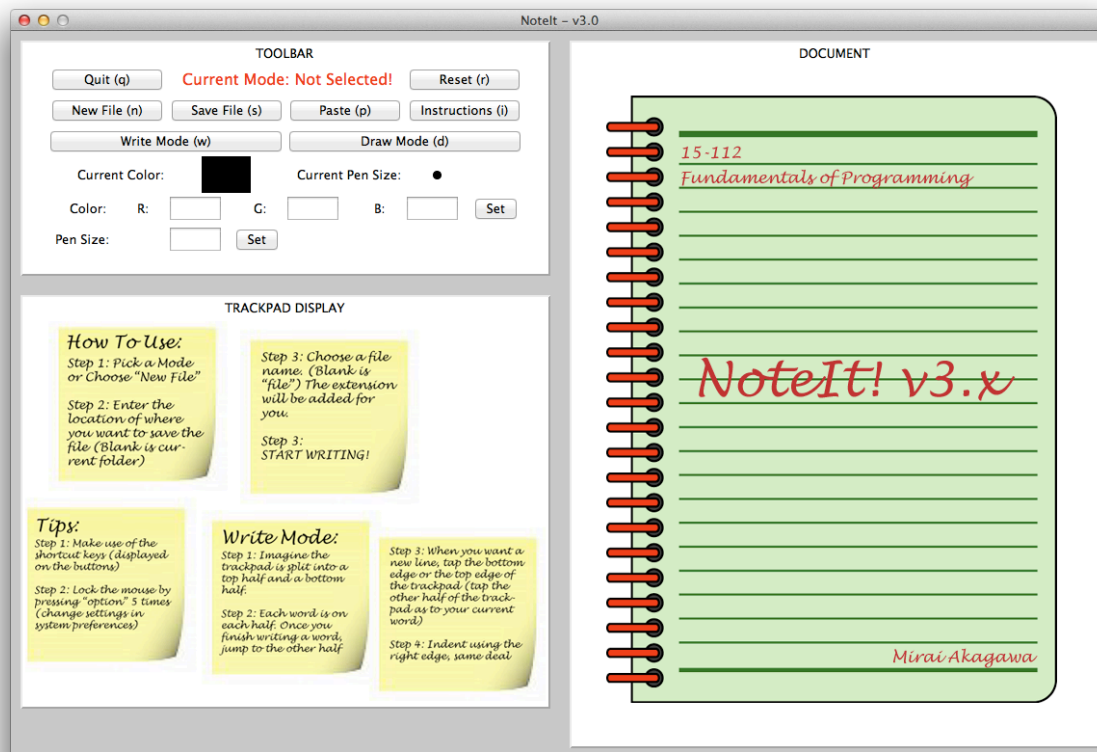 NoteIt - v3.0
TOOLBAR
Quit (q)
Current Mode: Not Selected!
Reset (r)
New File (n)
Save File (s)
Paste (p)
Instructions (i)
Write Mode (w)
Draw Mode (d)
Current Color:
Current Pen Size:
Color:
R:
G:
B:
Set
Pen Size:
Set
TRACKPAD DISPLAY
How To Use:
Step 1: Pick a Mode
or Choose "New File"
Step 2: Enter the
location of where
you want to save the
file (Blank is cur-
rent folder)
Step 3: Choose a file
name. (Blank is
"file") The extension
will be added for
you.
Step 3:
START WRITING!
Tips:
Step 1: Make use of the
shortcut keys (displayed
on the buttons)
Step 2: Lock the mouse by
pressing "option" 5 times
(change settings in
system preferences)
Write Mode:
Step 1: Imagine the
trackpad is split into a
top half and a bottom
half.
Step 2: Each word is on
each half. Once you
finish writing a word,
jump to the other half
Step 3: When you want a
new line, tap the bottom
edge or the top edge of
the trackpad (tap the
other half of the track-
pad as to your current
word)
Step 4: Indent using the
right edge, same deal
DOCUMENT
15-112
Fundamentals of Programming
NoteIt! v3.x
Mirai Akagawa